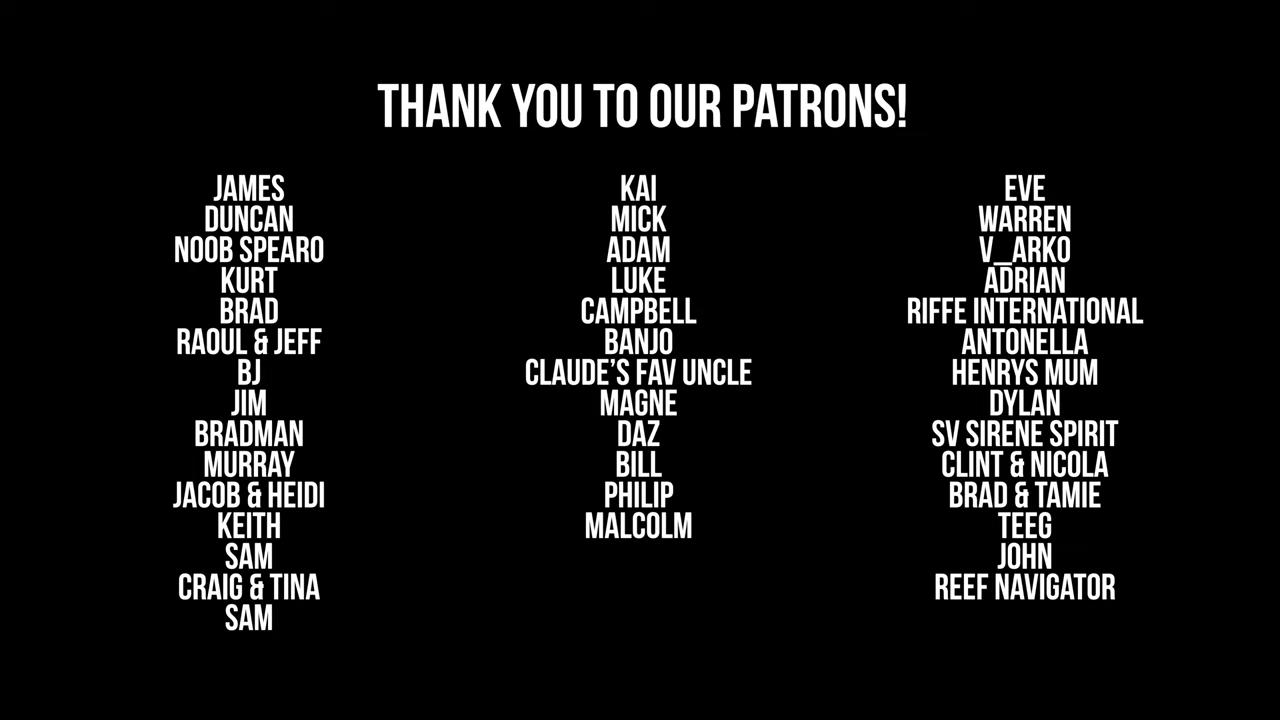 THANK YOU TO OUR PATRONS!
JAMES
DUNCAN
NOOB SPEARO
KURT
BRAD
RAOUL & JEFF
BJ
JIM
BRADMAN
MURRAY
JACOB & HEIDI
KEITH
SAM
CRAIG & TINA
SAM
KAI
MICK
ADAM
LUKE
CAMPBELL
BANJO
CLAUDE’S FAV UNCLE
MAGNE
DAZ
BILL
PHILIP
MALCOLM
EVE
WARREN
V_ARKO
ADRIAN
RIFFE INTERNATIONAL
ANTONELLA
HENRYS MUM
DYLAN
SV SIRENE SPIRIT
CLINT & NICOLA
BRAD & TAMIE
TEEG
JOHN
REEF NAVIGATOR